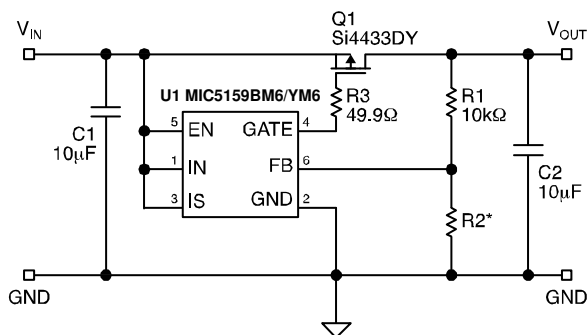 Q1
Si4433DY
VIN
VOUT
U1 MIC5159BM6/YM6
R3
49.9Ω
R1
10kΩ
C1
10µF
5 EN GATE 4
1 IN FB 6
3 IS GND 2
C2
10µF
R2*
GND
GND